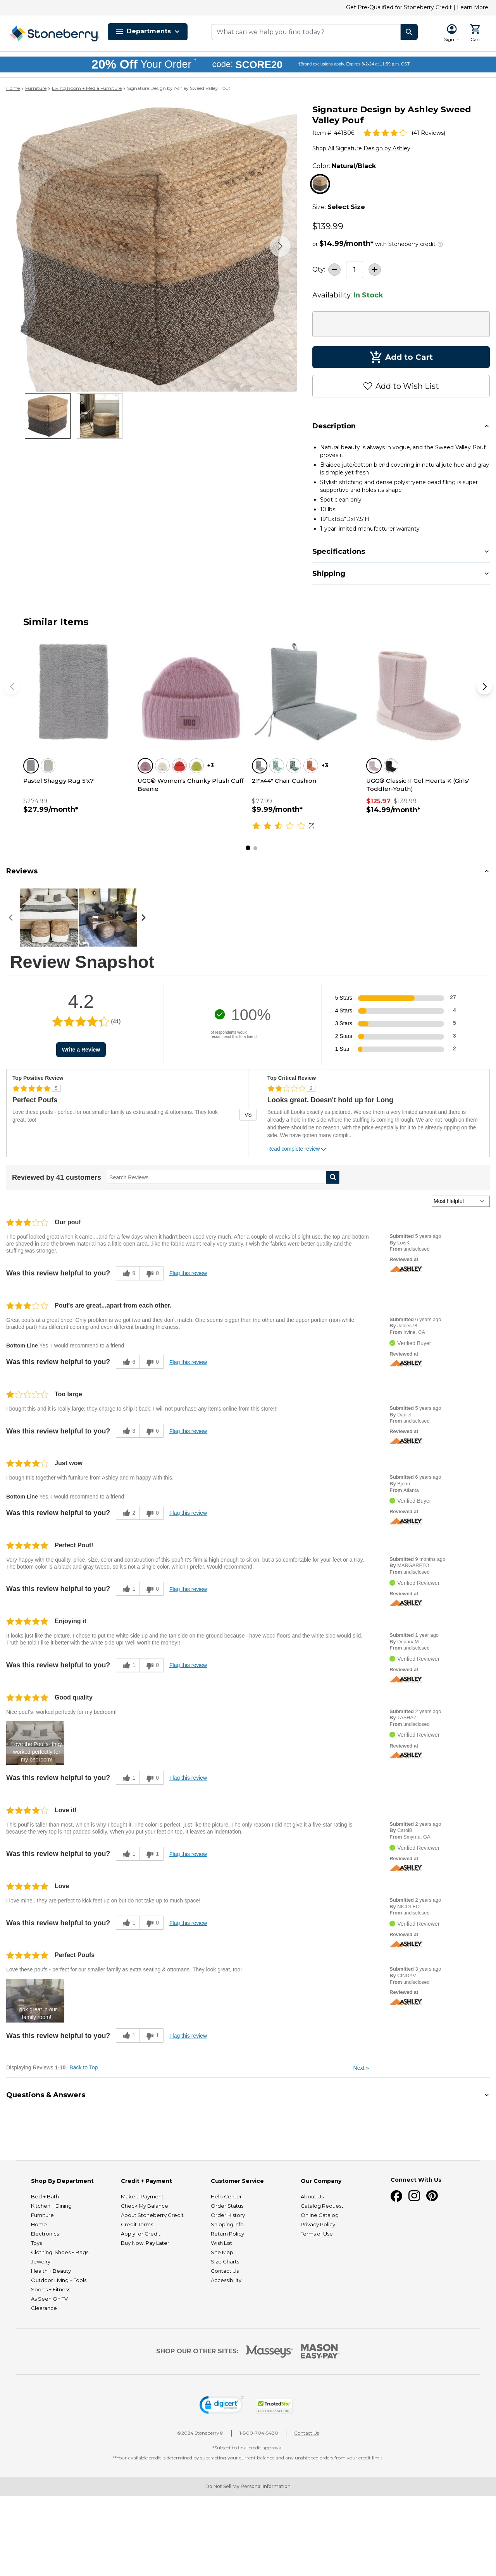 Get Pre-Qualified for Stoneberry Credit | Learn More
Stoneberry
Departments
What can we help you find today?
Sign In
Cart
20% Off Your Order
code: SCORE20
*Brand exclusions apply. Expires 8-2-24 at 11:59 p.m. CST.
Home > Furniture > Living Room + Media Furniture > Signature Design by Ashley Sweed Valley Pouf
Signature Design by Ashley Sweed Valley Pouf
Item #: 441806
(41 Reviews)
Shop All Signature Design by Ashley
Color: Natural/Black
Size: Select Size
$139.99
or $14.99/month* with Stoneberry credit
Qty:
1
Availability: In Stock
Add to Cart
Add to Wish List
Description
Natural beauty is always in vogue, and the Sweed Valley Pouf proves it
Braided jute/cotton blend covering in natural jute hue and gray is simple yet fresh
Stylish stitching and dense polystryene bead filing is super supportive and holds its shape
Spot clean only
10 lbs.
19"Lx18.5"Dx17.5"H
1-year limited manufacturer warranty
Specifications
Shipping
Similar Items
Pastel Shaggy Rug 5'x7'
$274.99
$27.99/month*
+3
UGG® Women's Chunky Plush Cuff Beanie
+3
21"x44" Chair Cushion
$77.99
$9.99/month*
(2)
UGG® Classic II Gel Hearts K (Girls' Toddler-Youth)
$125.97 $139.99
$14.99/month*
Reviews
Review Snapshot
4.2
(41)
Write a Review
100%
of respondents would recommend this to a friend
5 Stars 27
4 Stars 4
3 Stars 5
2 Stars 3
1 Star 2
Top Positive Review
5
Perfect Poufs
Love these poufs - perfect for our smaller family as extra seating & ottomans. They look great, too!
VS
Top Critical Review
2
Looks great. Doesn't hold up for Long
Beautiful! Looks exactly as pictured. We use them a very limited amount and there is already a hole in the side where the stuffing is coming through. We are not rough on them and there should be no reason, with the price especially for it to be already ripping on the side. We have gotten many compli...
Read complete review
Reviewed by 41 customers
Search Reviews
Most Helpful
Our pouf
The pouf looked great when it came....and for a few days when it hadn't been used very much. After a couple of weeks of slight use, the top and bottom are shoved-in and the brown material has a little open area...like the fabric wasn't really very sturdy. I wish the fabrics were better quality and the stuffing was stronger.
Was this review helpful to you? 9 0 Flag this review
Submitted 5 years ago
By LoisK
From undisclosed
Reviewed at
ASHLEY
Pouf's are great...apart from each other.
Great poufs at a great price. Only problem is we got two and they don't match. One seems bigger than the other and the upper portion (non-white braided part) has different coloring and even different braiding thickness.
Bottom Line Yes, I would recommend to a friend
Was this review helpful to you? 6 0 Flag this review
Submitted 6 years ago
By Jables78
From Irvine, CA
Verified Buyer
Reviewed at
ASHLEY
Too large
I bought this and it is really large; they charge to ship it back, I will not purchase any items online from this store!!!
Was this review helpful to you? 3 6 Flag this review
Submitted 5 years ago
By Daniel
From undisclosed
Reviewed at
ASHLEY
Just wow
I bough this together with furniture from Ashley and m happy with this.
Bottom Line Yes, I would recommend to a friend
Was this review helpful to you? 2 0 Flag this review
Submitted 6 years ago
From Atlanta
Verified Buyer
Reviewed at
ASHLEY
Perfect Pouf!
Very happy with the quality, price, size, color and construction of this pouf! It's firm & high enough to sit on, but also comfortable for your feet or a tray. The bottom color is a black and gray tweed, so it's not a single color, which I prefer. Would recommend.
Was this review helpful to you? 1 0 Flag this review
Submitted 9 months ago
By MARGARETO
From undisclosed
Verified Reviewer
Reviewed at
ASHLEY
Enjoying it
It looks just like the picture. I chose to put the white side up and the tan side on the ground because I have wood floors and the white side would slid. Truth be told I like it better with the white side up! Well worth the money!!
Was this review helpful to you? 1 0 Flag this review
Submitted 1 year ago
By DeannaM
From undisclosed
Verified Reviewer
Reviewed at
ASHLEY
Good quality
Nice pouf's- worked perfectly for my bedroom!
I love the Pouf's- they worked perfectly for my bedroom!
Was this review helpful to you? 1 0 Flag this review
Submitted 2 years ago
By TASHAZ
From undisclosed
Verified Reviewer
Reviewed at
ASHLEY
Love it!
This pouf is taller than most, which is why I bought it. The color is perfect, just like the picture. The only reason I did not give it a five-star rating is because the very top is not padded solidly. When you put your feet on top, it leaves an indentation.
Was this review helpful to you? 1 1 Flag this review
Submitted 2 years ago
By CarolB
From Smyrna, GA
Verified Reviewer
Reviewed at
ASHLEY
Love
I love mine.. they are perfect to kick feet up on but do not take up to much space!
Was this review helpful to you? 1 0 Flag this review
Submitted 2 years ago
By NICOLEO
From undisclosed
Verified Reviewer
Reviewed at
ASHLEY
Perfect Poufs
Love these poufs - perfect for our smaller family as extra seating & ottomans. They look great, too!
Look great in our family room!
Was this review helpful to you? 1 1 Flag this review
Submitted 3 years ago
By CINDYV
From undisclosed
Reviewed at
ASHLEY
Displaying Reviews 1-10 Back to Top
Next »
Questions & Answers
Shop By Department
Bed + Bath
Kitchen + Dining
Furniture
Home
Electronics
Toys
Clothing, Shoes + Bags
Jewelry
Health + Beauty
Outdoor Living + Tools
Sports + Fitness
As Seen On TV
Clearance
Credit + Payment
Make a Payment
Check My Balance
About Stoneberry Credit
Credit Terms
Apply for Credit
Buy Now, Pay Later
Customer Service
Help Center
Order Status
Order History
Shipping Info
Return Policy
Wish List
Site Map
Size Charts
Contact Us
Accessibility
Our Company
About Us
Catalog Request
Online Catalog
Privacy Policy
Terms of Use
Connect With Us
SHOP OUR OTHER SITES:
Masseys
MASON EASY-PAY
digicert
TrustedSite
CERTIFIED SECURE
©2024 Stoneberry®
1-800-704-5480
Contact Us
*Subject to final credit approval
**Your available credit is determined by subtracting your current balance and any unshipped orders from your credit limit.
Do Not Sell My Personal Information